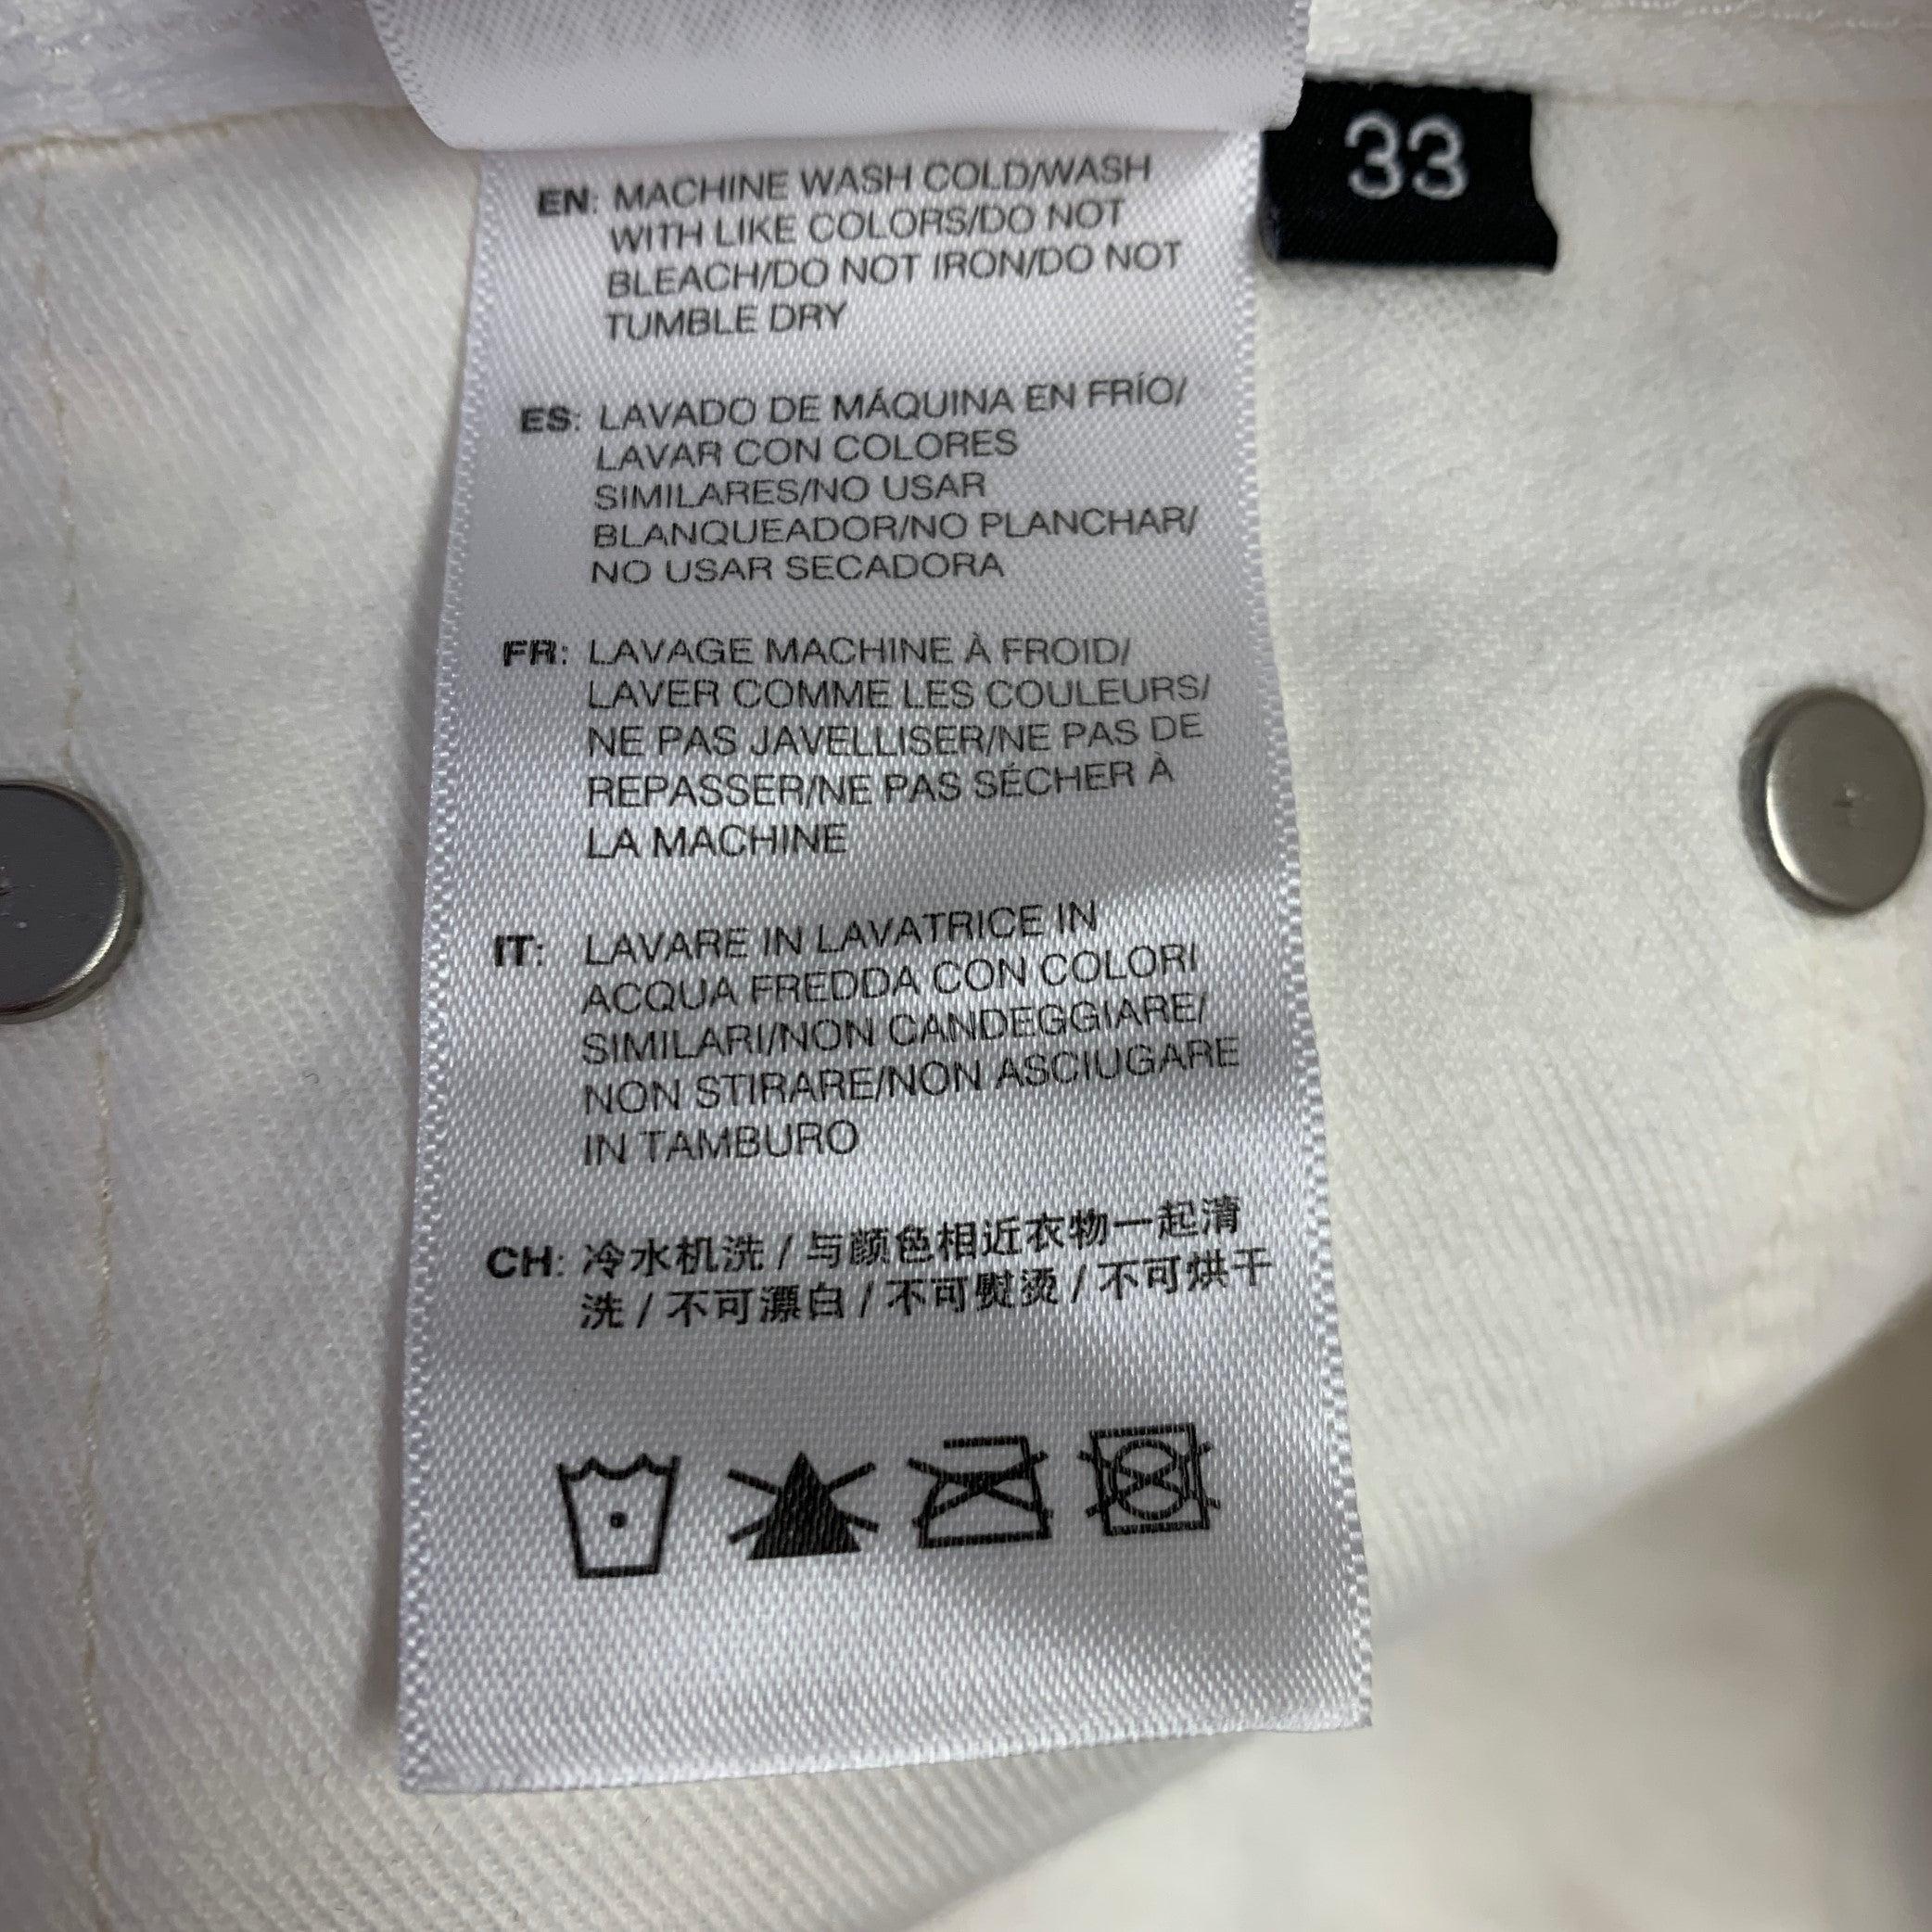 33
EN: MACHINE WASH COLD/WASH
WITH LIKE COLORS/DO NOT
BLEACH/DO NOT IRON/DO NOT
TUMBLE DRY
ES: LAVADO DE MÁQUINA EN FRÍO/
LAVAR CON COLORES
SIMILARES/NO USAR
BLANQUEADOR/NO PLANCHAR/
NO USAR SECADORA
FR: LAVAGE MACHINE À FROID/
LAVER COMME LES COULEURS/
NE PAS JAVELLISER/NE PAS DE
REPASSER/NE PAS SÉCHER À
LA MACHINE
IT: LAVARE IN LAVATRICE IN
ACQUA FREDDA CON COLORI
SIMILARI/NON CANDEGGIARE/
NON STIRARE/NON ASCIUGARE
IN TAMBURO
CH: 冷水机洗 / 与颜色相近衣物一起清
洗 / 不可漂白 / 不可熨烫 / 不可烘干